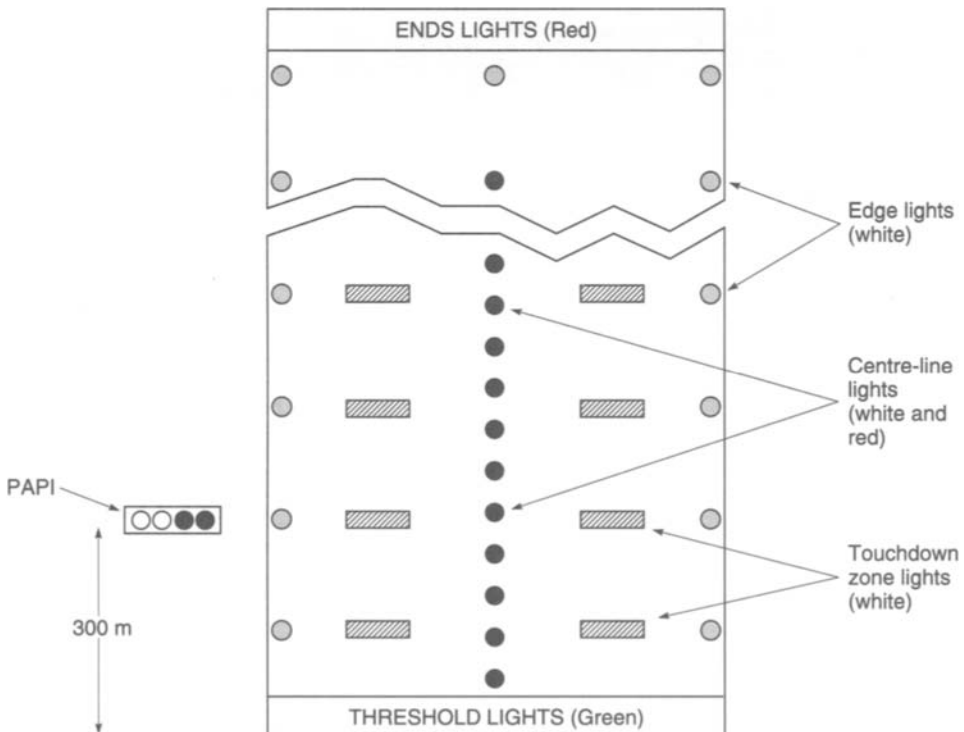 ENDS LIGHTS (Red)
Edge lights
(white)
Centre-line
lights
(white and
red)
PAPI
Touchdown
zone lights
(white)
300 m
THRESHOLD LIGHTS (Green)